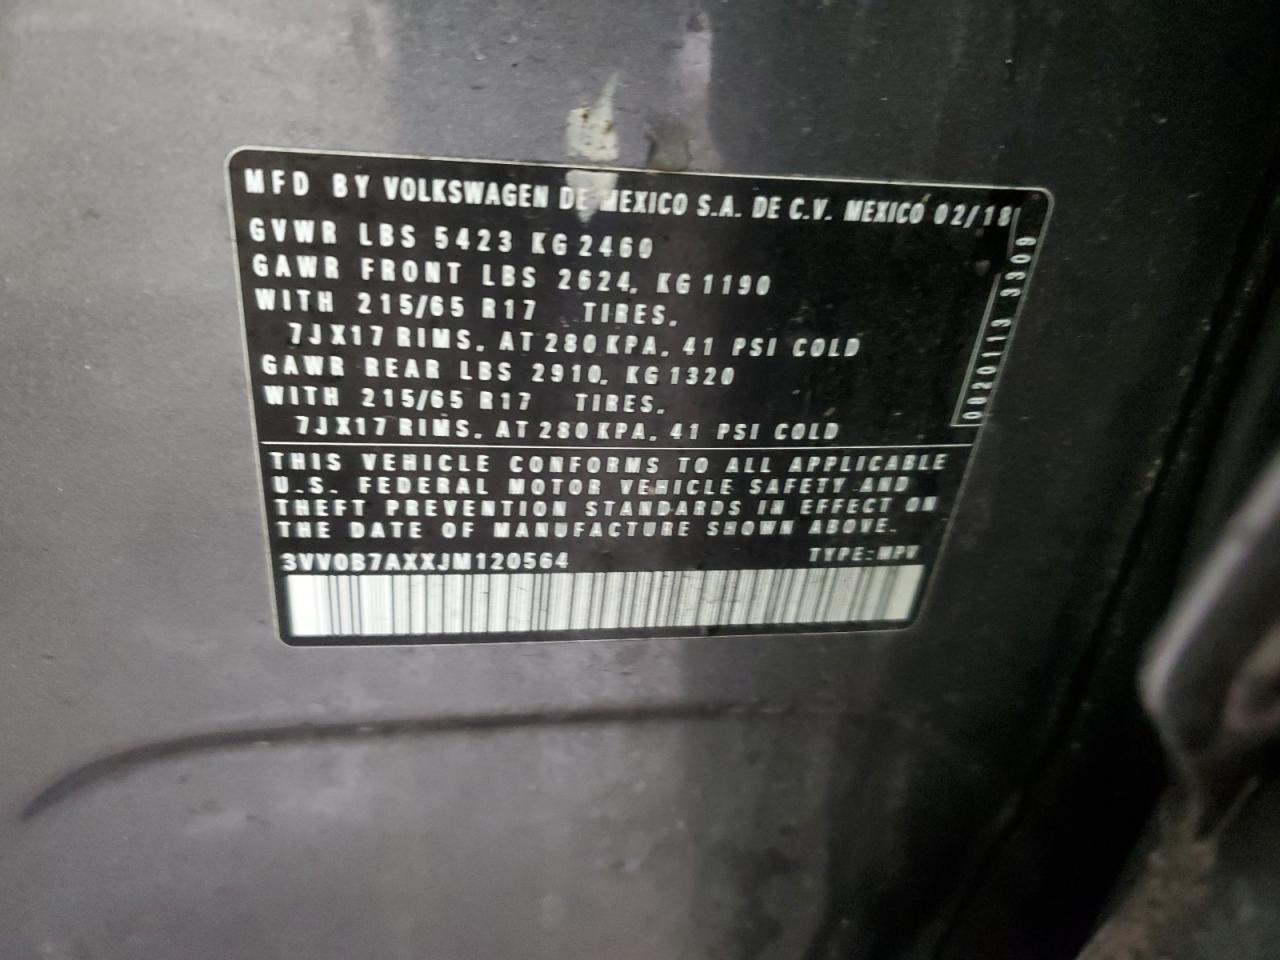 MFD BY VOLKSWAGEN DE MEXICO S.A. DE C.V. MEXICO 02/18
GVWR LBS 5423 KG 2460
GAWR FRONT LBS 2624, KG 1190
WITH 215/65 R17 TIRES,
7JX17 RIMS, AT 280 KPA, 41 PSI COLD
GAWR REAR LBS 2910, KG 1320
WITH 215/65 R17 TIRES,
7JX17 RIMS, AT 280 KPA, 41 PSI COLD
0820113 3309
THIS VEHICLE CONFORMS TO ALL APPLICABLE
U.S. FEDERAL MOTOR VEHICLE SAFETY AND
THEFT PREVENTION STANDARDS IN EFFECT ON
THE DATE OF MANUFACTURE SHOWN ABOVE.
3VV0B7AXXJM120564 TYPE: MPV